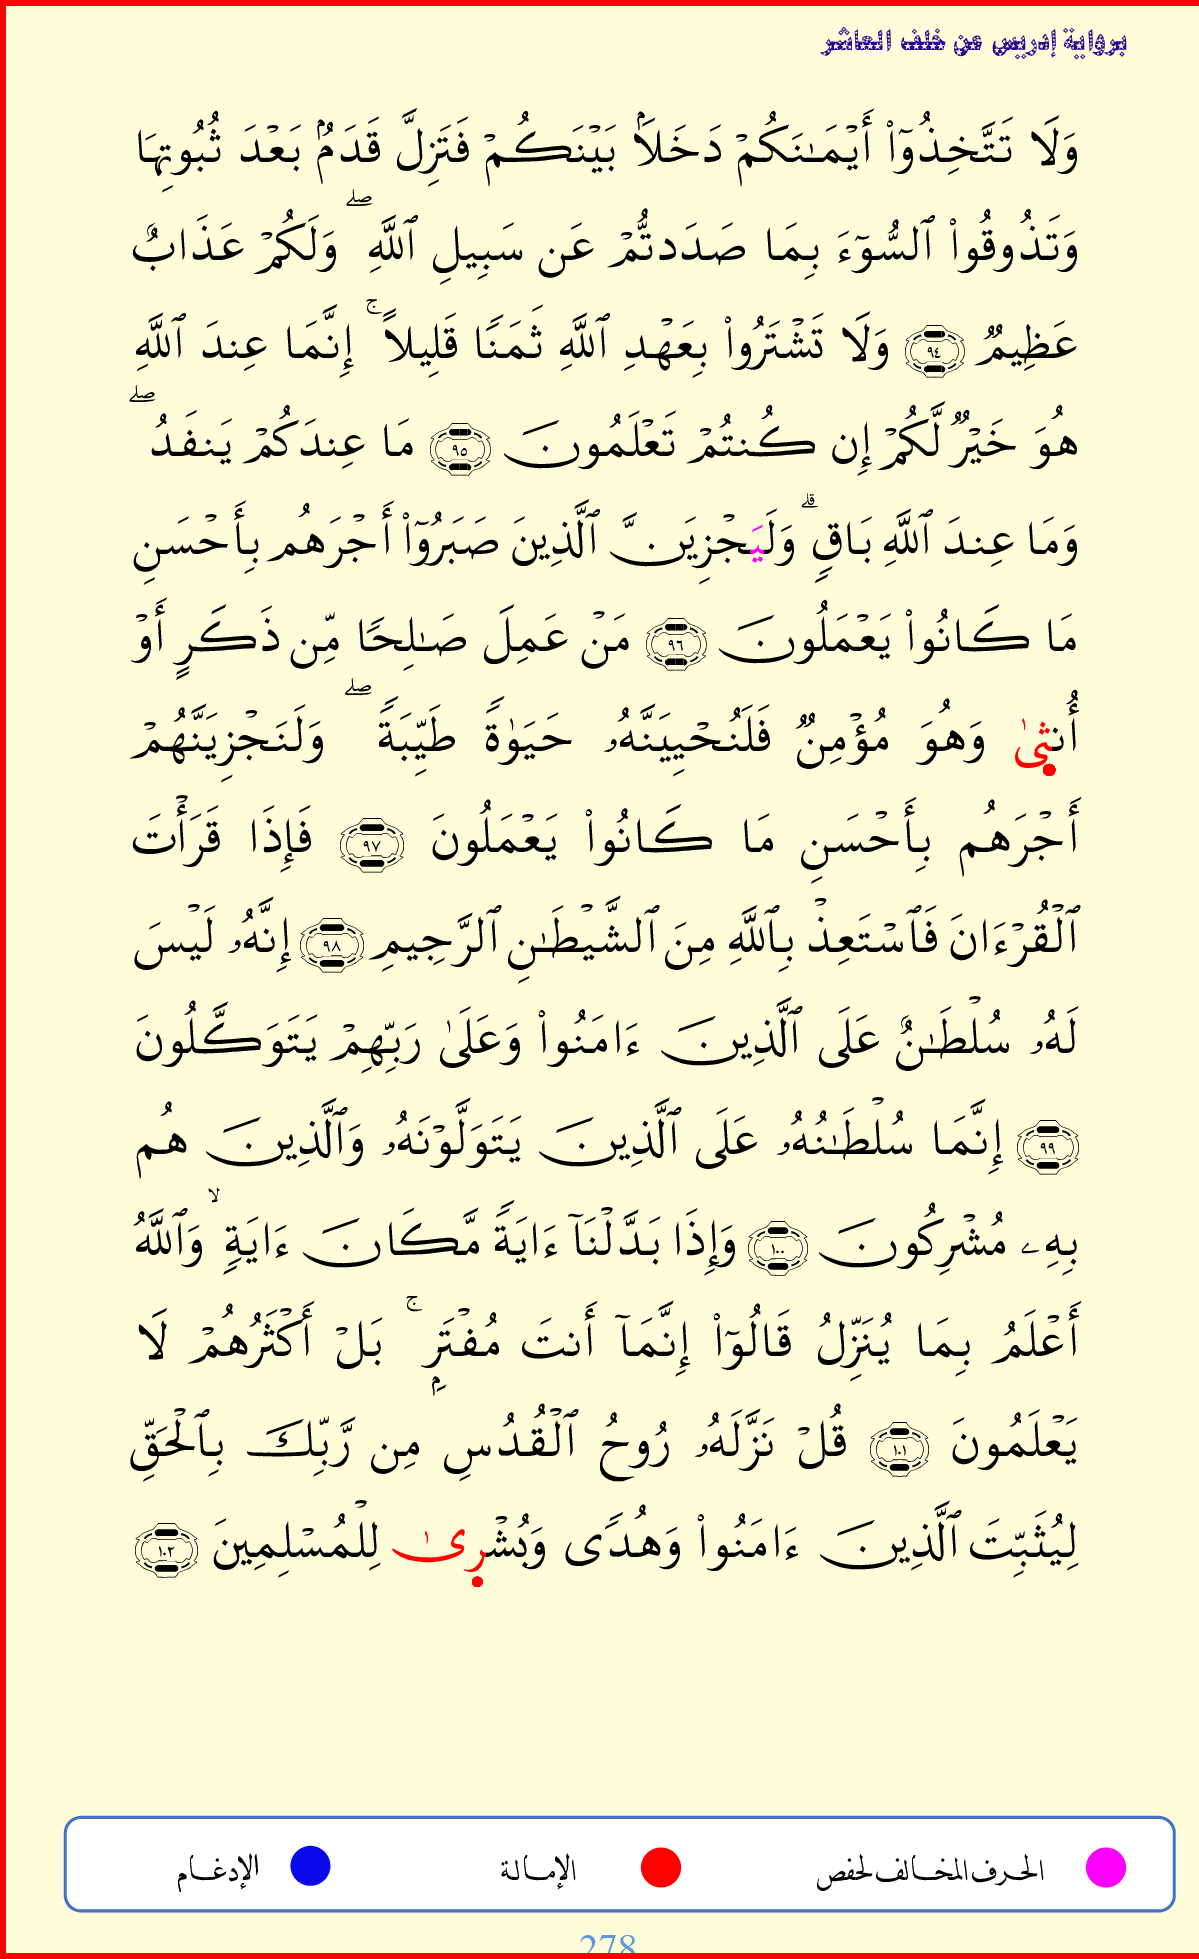 برواية إدريس عن خلف العاشر
وَلَا تَتَّخِذُوٓا۟ أَيْمَـٰنَكُمْ دَخَلًۢا بَيْنَكُمْ فَتَزِلَّ قَدَمٌۢ بَعْدَ ثُبُوتِهَا
وَتَذُوقُوا۟ ٱلسُّوٓءَ بِمَا صَدَدتُّمْ عَن سَبِيلِ ٱللَّهِ ۖ وَلَكُمْ عَذَابٌ
عَظِيمٌ ٩٤ وَلَا تَشْتَرُوا۟ بِعَهْدِ ٱللَّهِ ثَمَنًا قَلِيلًا ۚ إِنَّمَا عِندَ ٱللَّهِ
هُوَ خَيْرٌ لَّكُمْ إِن كُنتُمْ تَعْلَمُونَ ٩٥ مَا عِندَكُمْ يَنفَدُ ۖ
وَمَا عِندَ ٱللَّهِ بَاقٍ ۗ وَلَيَجْزِيَنَّ ٱلَّذِينَ صَبَرُوٓا۟ أَجْرَهُم بِأَحْسَنِ
مَا كَانُوا۟ يَعْمَلُونَ ٩٦ مَنْ عَمِلَ صَـٰلِحًا مِّن ذَكَرٍ أَوْ
أُنثَىٰ وَهُوَ مُؤْمِنٌ فَلَنُحْيِيَنَّهُۥ حَيَوٰةً طَيِّبَةً ۖ وَلَنَجْزِيَنَّهُمْ
أَجْرَهُم بِأَحْسَنِ مَا كَانُوا۟ يَعْمَلُونَ ٩٧ فَإِذَا قَرَأْتَ
ٱلْقُرْءَانَ فَٱسْتَعِذْ بِٱللَّهِ مِنَ ٱلشَّيْطَـٰنِ ٱلرَّجِيمِ ٩٨ إِنَّهُۥ لَيْسَ
لَهُۥ سُلْطَـٰنٌ عَلَى ٱلَّذِينَ ءَامَنُوا۟ وَعَلَىٰ رَبِّهِمْ يَتَوَكَّلُونَ
٩٩ إِنَّمَا سُلْطَـٰنُهُۥ عَلَى ٱلَّذِينَ يَتَوَلَّوْنَهُۥ وَٱلَّذِينَ هُم
بِهِۦ مُشْرِكُونَ ١٠٠ وَإِذَا بَدَّلْنَآ ءَايَةً مَّكَانَ ءَايَةٍ ۙ وَٱللَّهُ
أَعْلَمُ بِمَا يُنَزِّلُ قَالُوٓا۟ إِنَّمَآ أَنتَ مُفْتَرٍۭ ۚ بَلْ أَكْثَرُهُمْ لَا
يَعْلَمُونَ ١٠١ قُلْ نَزَّلَهُۥ رُوحُ ٱلْقُدُسِ مِن رَّبِّكَ بِٱلْحَقِّ
لِيُثَبِّتَ ٱلَّذِينَ ءَامَنُوا۟ وَهُدًى وَبُشْرِىٰ لِلْمُسْلِمِينَ ١٠٢
الحرف المخالف لحفص الإمالة الإدغام
278